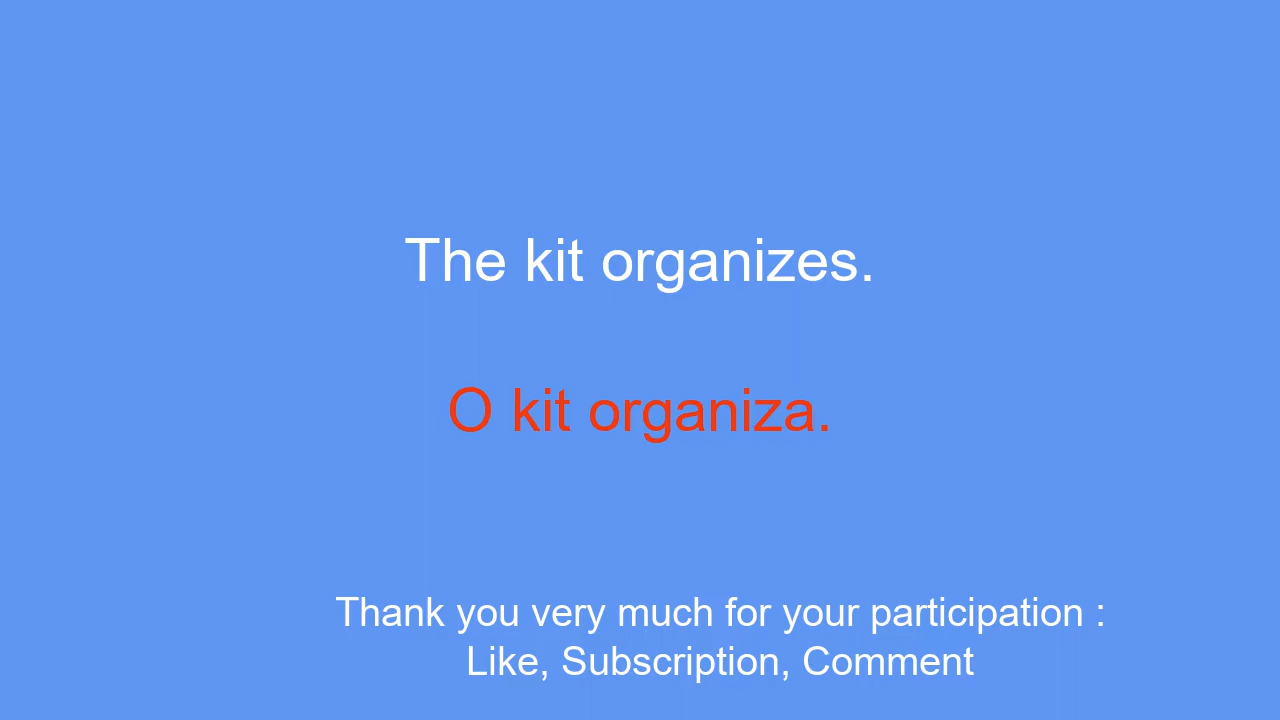 The kit organizes.
O kit organiza.
Thank you very much for your participation :
Like, Subscription, Comment